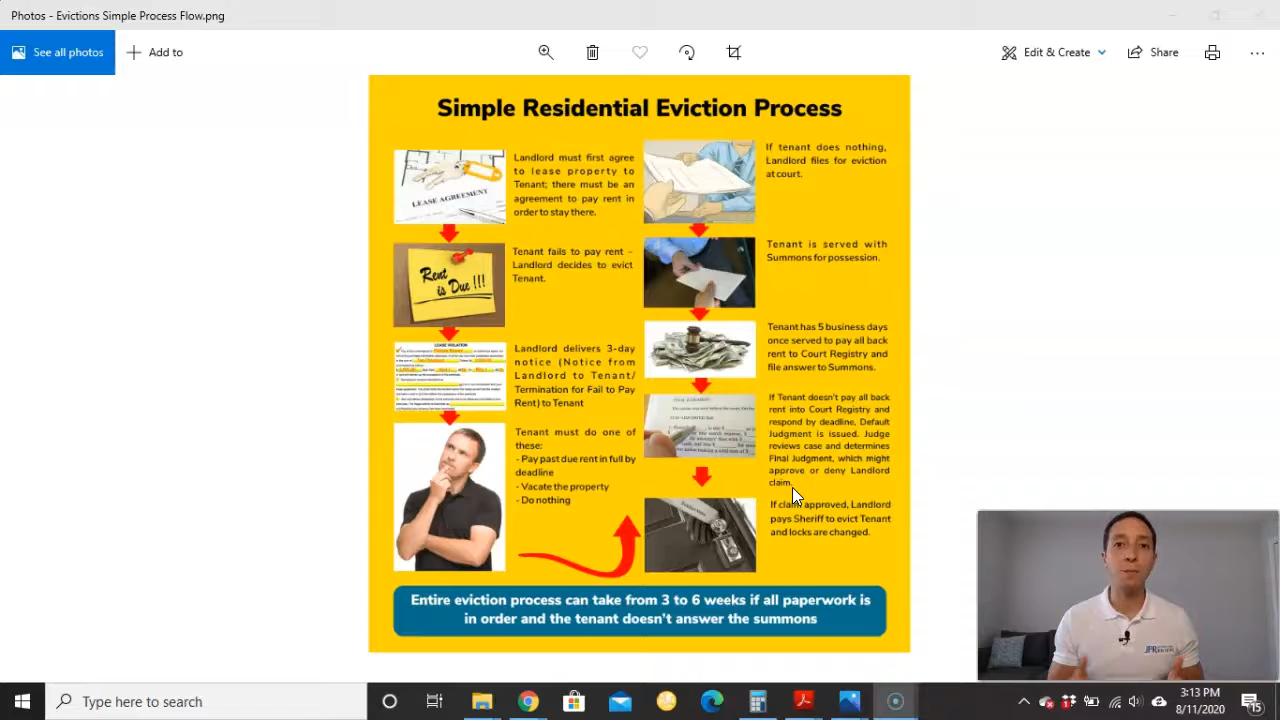 Photos - Evictions Simple Process Flow.png
See all photos
Add to
Edit & Create
Share
Simple Residential Eviction Process
LEASE AGREEMENT
Landlord must first agree
to lease property to
Tenant; there must be an
agreement to pay rent in
order to stay there.
Rent
is Due!!!
Tenant fails to pay rent –
Landlord decides to evict
Tenant.
LEASE VIOLATION
Landlord delivers 3-day
notice (Notice from
Landlord to Tenant/
Termination for Fail to Pay
Rent) to Tenant
Tenant must do one of
these:
- Pay past due rent in full by
deadline
- Vacate the property
- Do nothing
If tenant does nothing,
Landlord files for eviction
at court.
Tenant is served with
Summons for possession.
Tenant has 5 business days
once served to pay all back
rent to Court Registry and
file answer to Summons.
If Tenant doesn't pay all back
rent into Court Registry and
respond by deadline, Default
Judgment is issued. Judge
reviews case and determines
Final Judgment, which might
approve or deny Landlord
claim.
If claim approved, Landlord
pays Sheriff to evict Tenant
and locks are changed.
Entire eviction process can take from 3 to 6 weeks if all paperwork is
in order and the tenant doesn't answer the summons
JPR
Type here to search
3:13 PM
8/11/2020
15